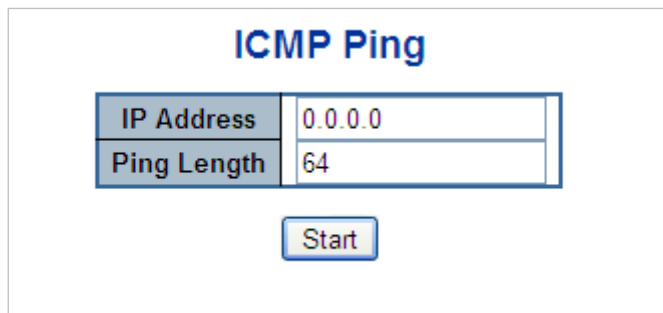 ICMP Ping
IP Address 0.0.0.0
Ping Length 64
Start